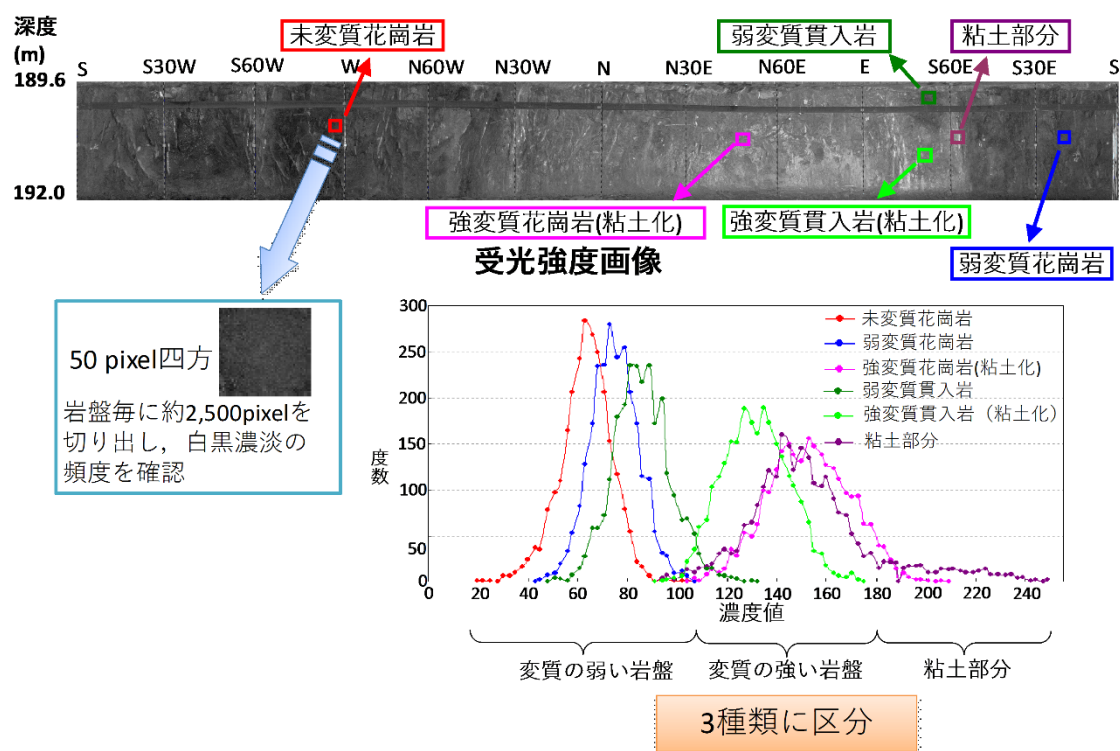 深度
(m)
未変質花崗岩
弱変質貫入岩
粘土部分
S S30W S60W W N60W N30W N N30E N60E E S60E S30E S
189.6
192.0
強変質花崗岩(粘土化)
強変質貫入岩(粘土化)
弱変質花崗岩
受光強度画像
50 pixel四方
岩盤毎に約2,500pixelを
切り出し，白黒濃淡の
頻度を確認
300
250
200
150
100
50
0
度数
未変質花崗岩
弱変質花崗岩
強変質花崗岩(粘土化)
弱変質貫入岩
強変質貫入岩（粘土化）
粘土部分
0 20 40 60 80 100 120 140 160 180 200 220 240
濃度値
変質の弱い岩盤 変質の強い岩盤 粘土部分
3種類に区分